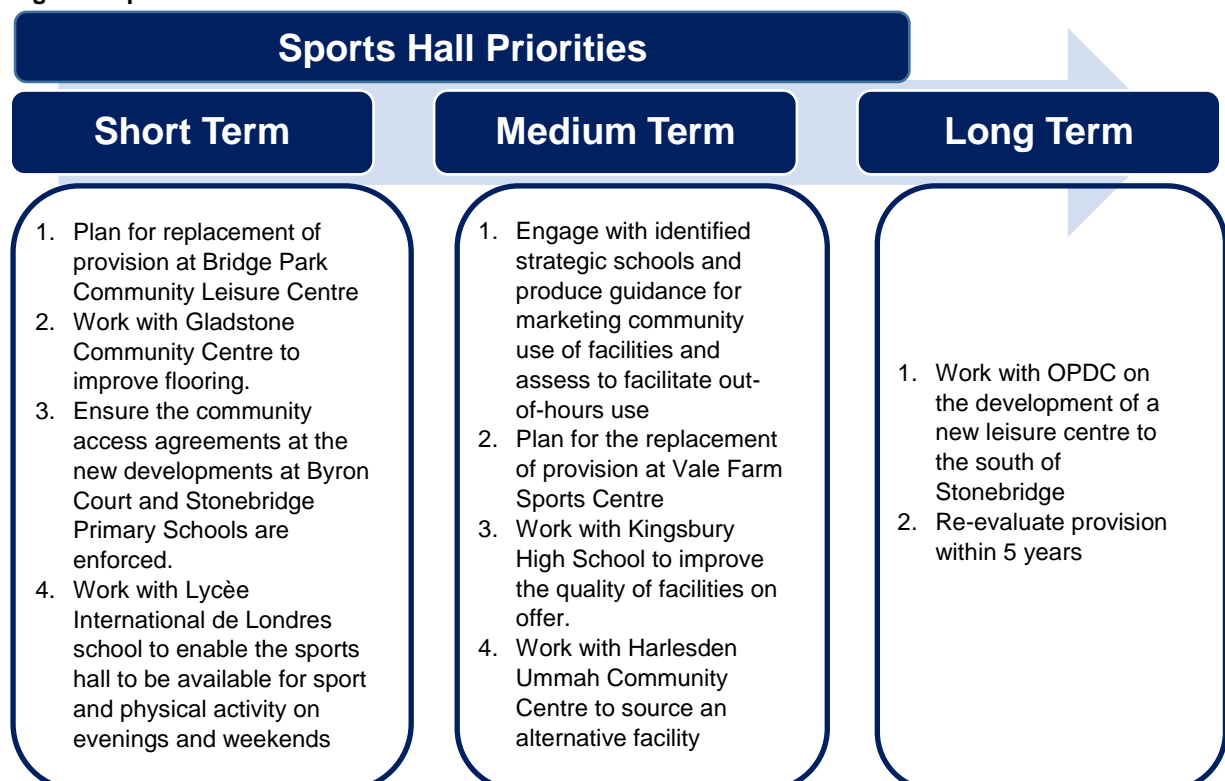 Sports Hall Priorities
Short Term
1. Plan for replacement of
provision at Bridge Park
Community Leisure Centre
2. Work with Gladstone
Community Centre to
improve flooring.
3. Ensure the community
access agreements at the
new developments at Byron
Court and Stonebridge
Primary Schools are
enforced.
4. Work with Lycèe
International de Londres
school to enable the sports
hall to be available for sport
and physical activity on
evenings and weekends
Medium Term
1. Engage with identified
strategic schools and
produce guidance for
marketing community
use of facilities and
assess to facilitate out-
of-hours use
2. Plan for the replacement
of provision at Vale Farm
Sports Centre
3. Work with Kingsbury
High School to improve
the quality of facilities on
offer.
4. Work with Harlesden
Ummah Community
Centre to source an
alternative facility
Long Term
1. Work with OPDC on
the development of a
new leisure centre to
the south of
Stonebridge
2. Re-evaluate provision
within 5 years